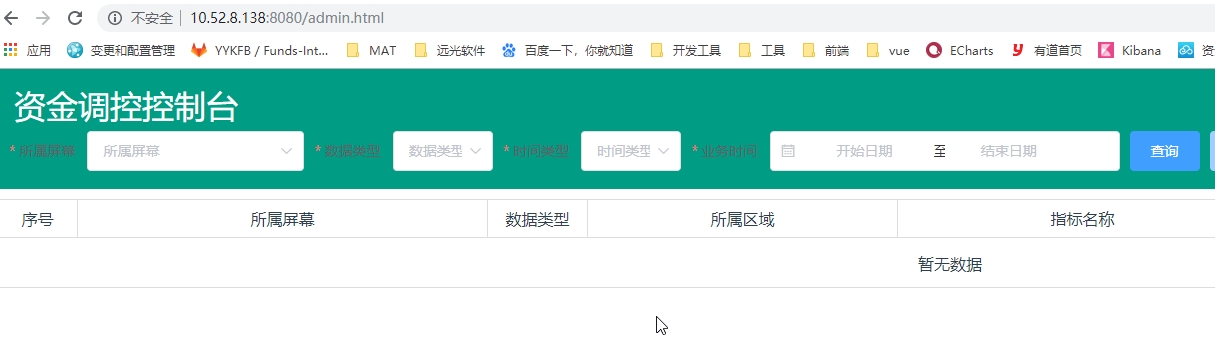 不安全 10.52.8.138:8080/admin.html
应用 变更和配置管理 YYKFB / Funds-Int... MAT 远光软件 百度一下，你就知道 开发工具 工具 前端 vue ECharts 有道首页 Kibana 资
资金调控控制台
* 所属屏幕 所属屏幕 * 数据类型 数据类型 * 时间类型 时间类型 * 业务时间 开始日期 至 结束日期 查询
序号 所属屏幕 数据类型 所属区域 指标名称
暂无数据